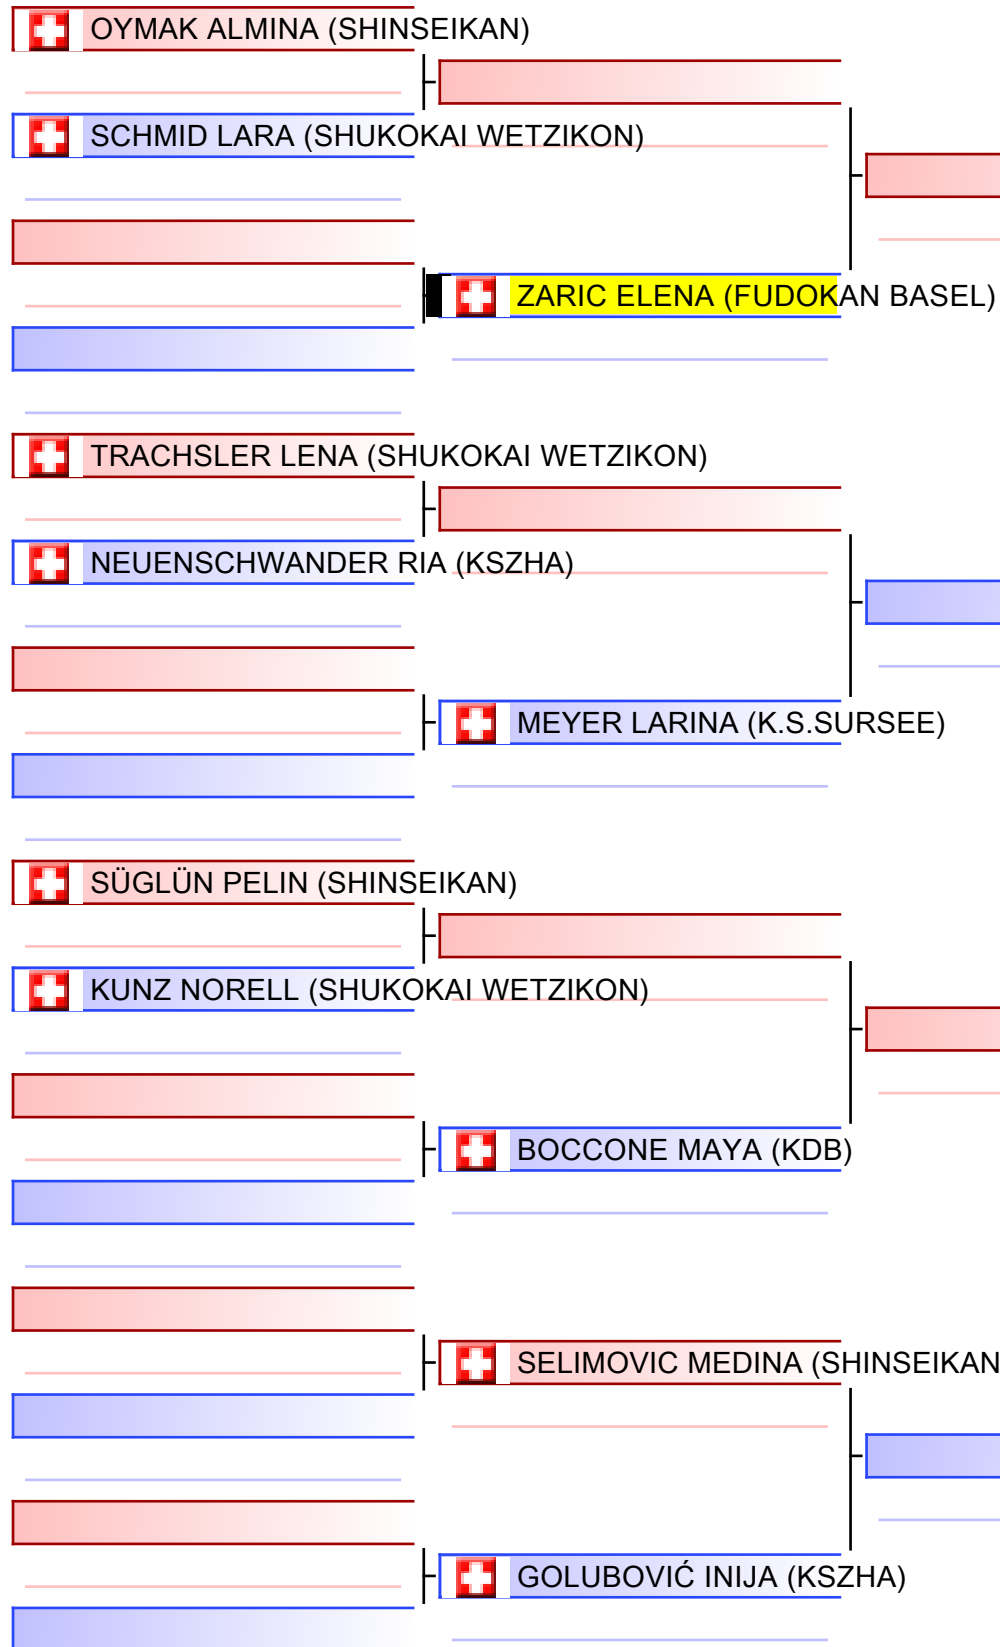 OYMAK ALMINA (SHINSEIKAN)
SCHMID LARA (SHUKOKAI WETZIKON)
ZARIC ELENA (FUDOKAN BASEL)
TRACHSLER LENA (SHUKOKAI WETZIKON)
NEUENSCHWANDER RIA (KSZHA)
MEYER LARINA (K.S.SURSEE)
SÜGLÜN PELIN (SHINSEIKAN)
KUNZ NORELL (SHUKOKAI WETZIKON)
BOCCONE MAYA (KDB)
SELIMOVIC MEDINA (SHINSEIKAN
GOLUBOVIĆ INIJA (KSZHA)